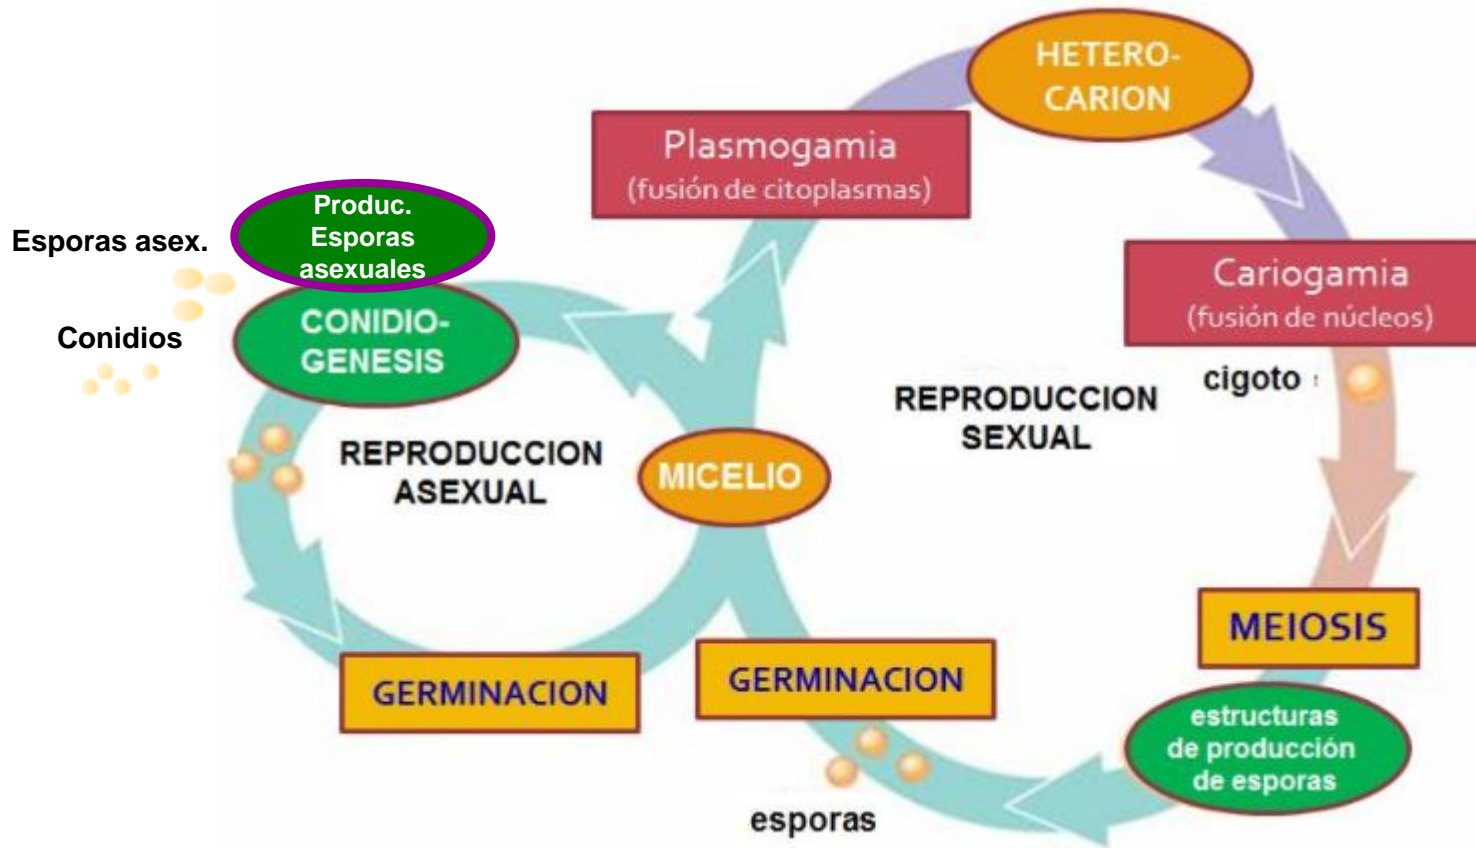 HETERO-
CARION
Plasmogamia
(fusión de citoplasmas)
Produc.
Esporas
asexuales
Esporas asex.
Cariogamia
(fusión de núcleos)
CONIDIO-
GENESIS
Conidios
cigoto
REPRODUCCION
SEXUAL
REPRODUCCION
ASEXUAL
MICELIO
MEIOSIS
GERMINACION
GERMINACION
estructuras
de producción
de esporas
esporas